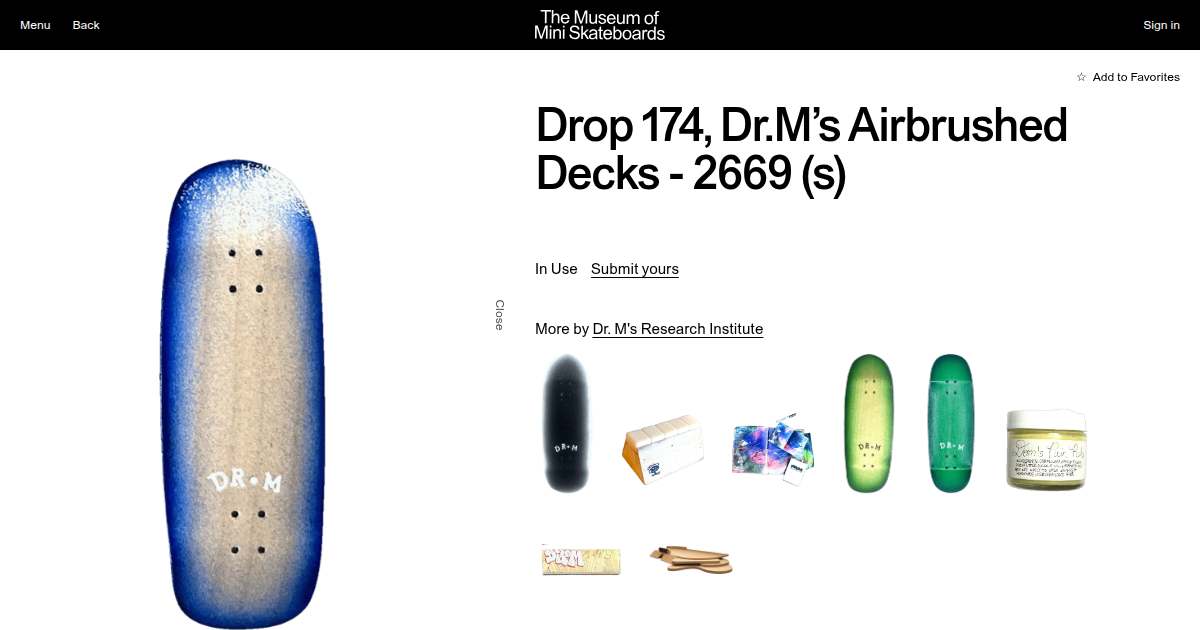 Menu
Back
The Museum of
Mini Skateboards
Sign in
☆ Add to Favorites
Drop 174, Dr.M’s Airbrushed
Decks - 2669 (s)
In Use
Submit yours
Close
More by Dr. M's Research Institute
DR•M
DR•M
DR•M
DR•M